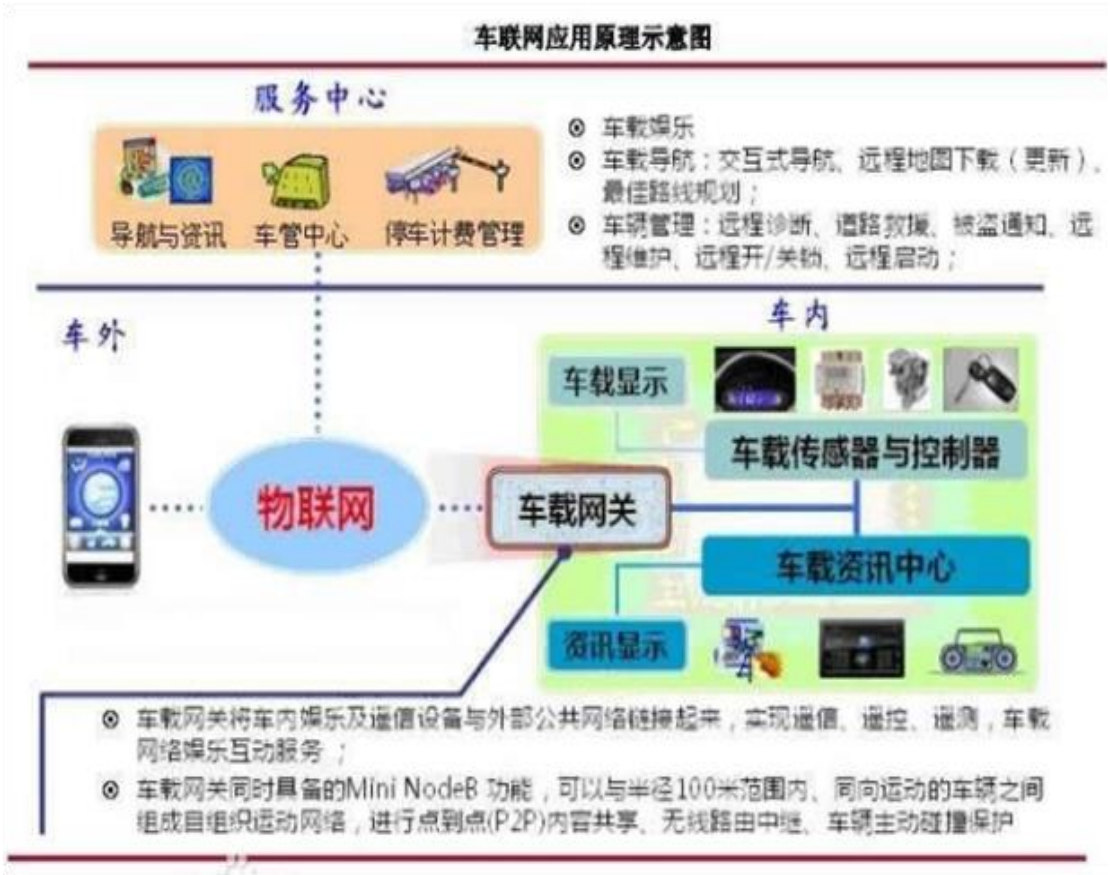 车联网应用原理示意图
服务中心
导航与资讯 车管中心 停车计费管理
⊙ 车载娱乐
⊙ 车载导航：交互式导航、远程地图下载（更新）、
最佳路线规划；
⊙ 车辆管理：远程诊断、道路救援、被盗通知、远
程维护、远程开/关锁、远程启动；
车外
车内
车载显示
车载传感器与控制器
物联网
车载网关
车载资讯中心
资讯显示
⊙ 车载网关将车内娱乐及通信设备与外部公共网络链接起来，实现通信、遥控、遥测，车载
网络娱乐互动服务 ；
⊙ 车载网关同时具备的Mini NodeB 功能，可以与半径100米范围内、同向运动的车辆之间
组成自组织运动网络，进行点到点(P2P)内容共享、无线路由中继、车辆主动碰撞保护